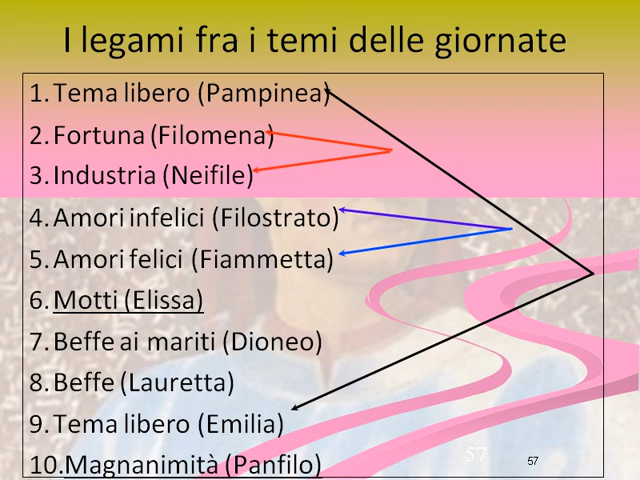 I legami fra i temi delle giornate
1. Tema libero (Pampinea)
2. Fortuna (Filomena)
3. Industria (Neifile)
4. Amori infelici (Filostrato)
5. Amori felici (Fiammetta)
6. Motti (Elissa)
7. Beffe ai mariti (Dioneo)
8. Beffe (Lauretta)
9. Tema libero (Emilia)
10. Magnanimità (Panfilo)
57
57